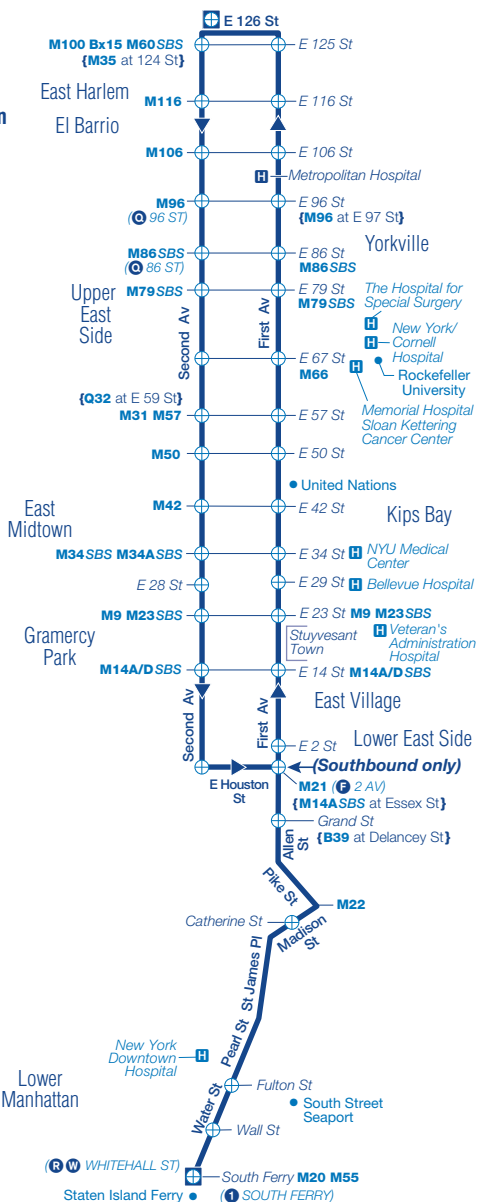 E 126 St
M100 Bx15 M60SBS
{M35 at 124 St}
E 125 St
East Harlem
M116
E 116 St
El Barrio
M106
E 106 St
H
Metropolitan Hospital
M96
(Q 96 ST)
E 96 St
{M96 at E 97 St}
Yorkville
M86SBS
(Q 86 ST)
E 86 St
M86SBS
Upper
East
Side
M79SBS
E 79 St
M79SBS
The Hospital for
Special Surgery
H
New York/
H
Cornell
Hospital
Second Av
First Av
E 67 St
M66
Rockefeller
University
H
Memorial Hospital
Sloan Kettering
Cancer Center
{Q32 at E 59 St}
M31 M57
E 57 St
M50
E 50 St
United Nations
East
Midtown
M42
E 42 St
Kips Bay
M34SBS M34ASBS
E 34 St
H
NYU Medical
Center
E 28 St
E 29 St
H
Bellevue Hospital
M9 M23SBS
E 23 St M9 M23SBS
Gramercy
Park
Stuyvesant
Town
H
Veteran's
Administration
Hospital
M14A/DSBS
E 14 St M14A/DSBS
Second Av
First Av
East Village
E 2 St
Lower East Side
(Southbound only)
E Houston
St
M21 (F 2 AV)
{M14ASBS at Essex St}
Grand St
{B39 at Delancey St}
Allen
St
Pike St
M22
Catherine St
Madison
St
St James Pl
Pearl St
New York
Downtown
Hospital
H
Lower
Manhattan
Fulton St
Water St
South Street
Seaport
Wall St
(R W WHITEHALL ST)
South Ferry M20 M55
Staten Island Ferry
(1 SOUTH FERRY)